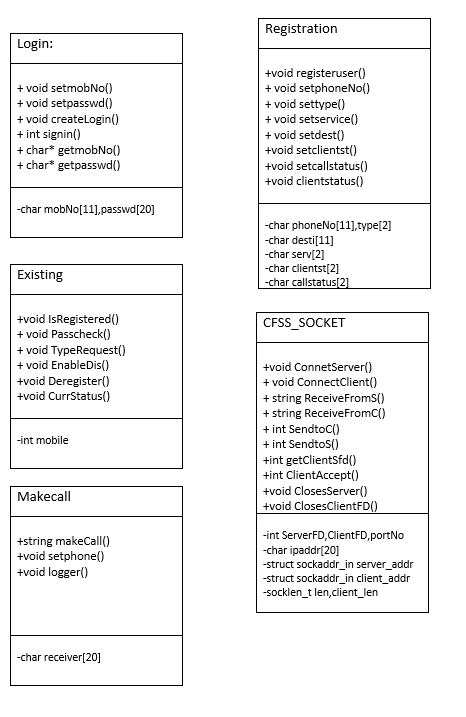 Login:
+ void setmobNo()
+ void setpasswd()
+ void createLogin()
+ int signin()
+ char* getmobNo()
+ char* getpasswd()
-char mobNo[11],passwd[20]
Existing
+void IsRegistered()
+ void Passcheck()
+ void TypeRequest()
+ void EnableDis()
+void Deregister()
+void CurrStatus()
-int mobile
Makecall
+string makeCall()
+void setphone()
+void logger()
-char receiver[20]
Registration
+void registeruser()
+ void setphoneNo()
+ void settype()
+ void setservice()
+ void setdest()
+void setclientst()
+void setcallstatus()
+void clientstatus()
-char phoneNo[11],type[2]
-char desti[11]
-char serv[2]
-char clientst[2]
-char callstatus[2]
CFSS_SOCKET
+void ConnetServer()
+ void ConnectClient()
+ string ReceiveFromS()
+ string ReceiveFromC()
+ int SendtoC()
+ int SendtoS()
+int getClientSfd()
+int ClientAccept()
+void ClosesServer()
+void ClosesClientFD()
-int ServerFD,ClientFD,portNo
-char ipaddr[20]
-struct sockaddr_in server_addr
-struct sockaddr_in client_addr
-socklen_t len,client_len